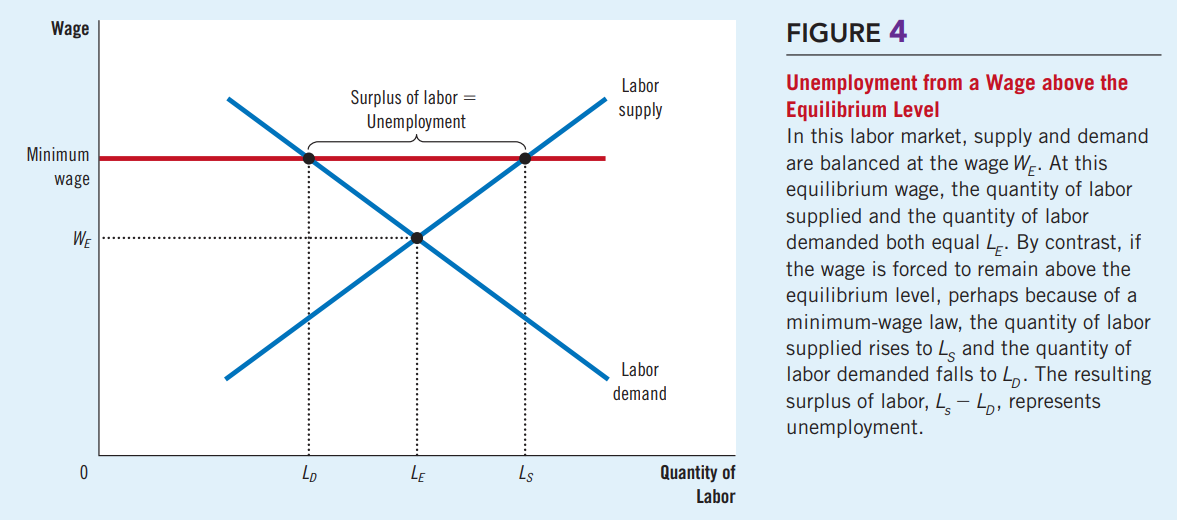 Wage
Surplus of labor =
Unemployment
Labor
supply
Minimum
wage
W_E
Labor
demand
0
L_D
L_E
L_S
Quantity of
Labor
FIGURE 4
Unemployment from a Wage above the
Equilibrium Level
In this labor market, supply and demand
are balanced at the wage W_E. At this
equilibrium wage, the quantity of labor
supplied and the quantity of labor
demanded both equal L_E. By contrast, if
the wage is forced to remain above the
equilibrium level, perhaps because of a
minimum-wage law, the quantity of labor
supplied rises to L_S and the quantity of
labor demanded falls to L_D. The resulting
surplus of labor, L_s − L_D, represents
unemployment.